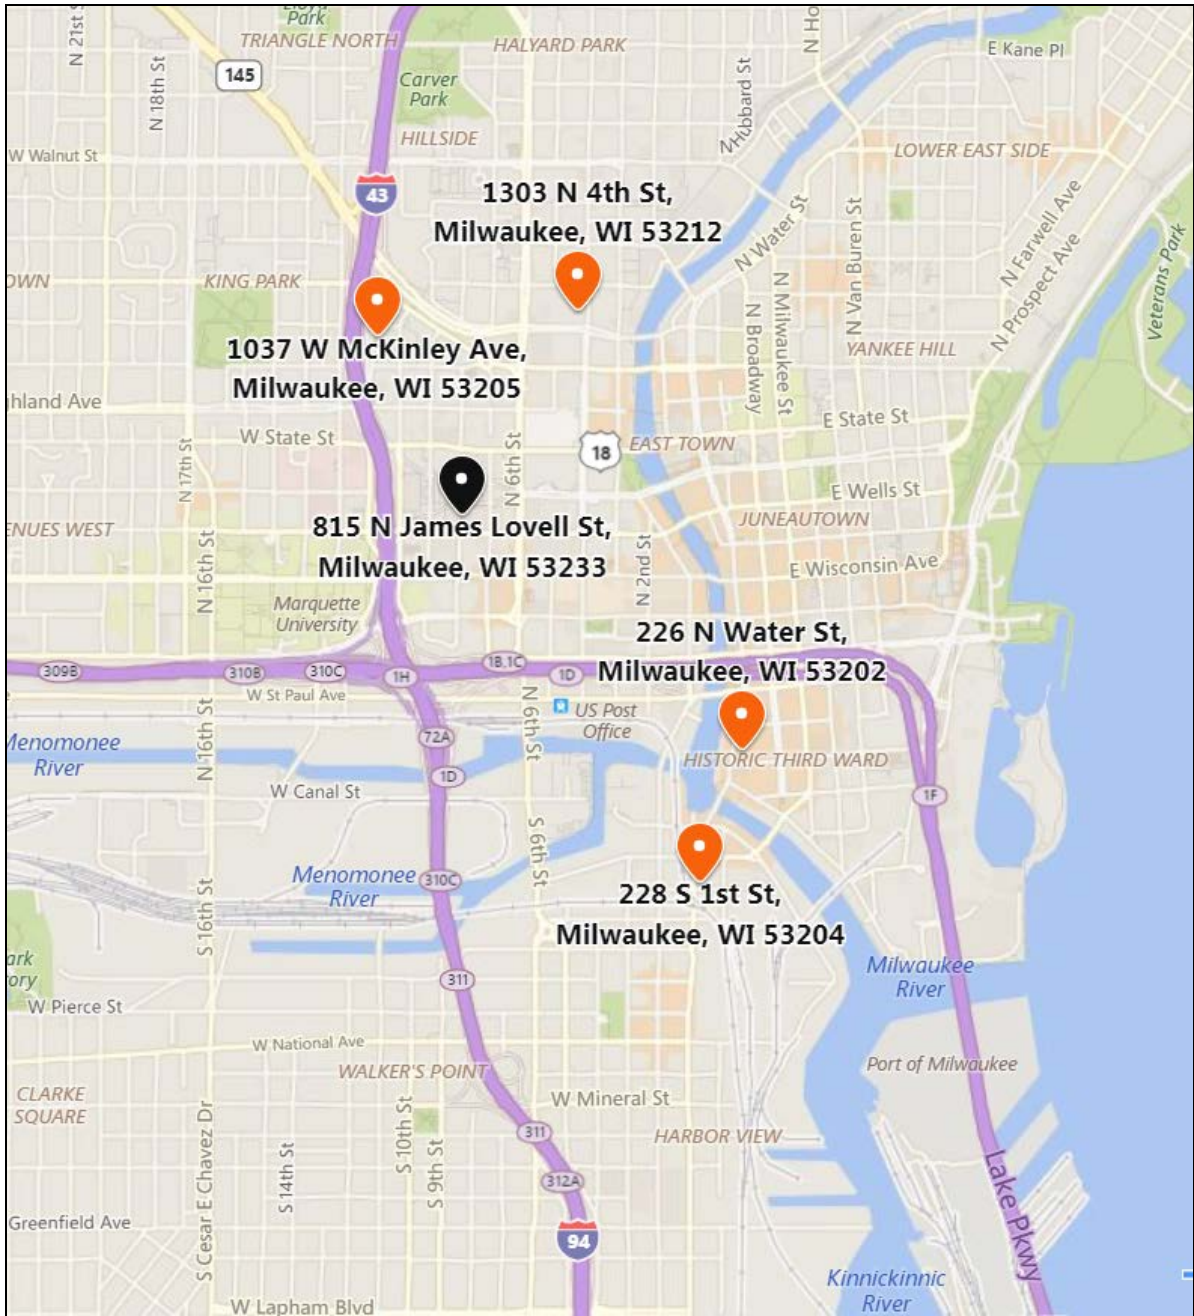 Park
N 21st S
TRIANGLE NORTH
HALYARD PARK
N Ho
E Kane Pl
145
N 18th St
Carver
Park
N Hubbard St
HILLSIDE
W Walnut St
LOWER EAST SIDE
43
1303 N 4th St,
Milwaukee, WI 53212
N Water St
N Van Buren St
N Farwell Ave
N Prospect Ave
Veterans Park
OWN
KING PARK
N Milwaukee St
N Broadway
1037 W McKinley Ave,
Milwaukee, WI 53205
YANKEE HILL
hland Ave
E State St
W State St
N 6th St
18
EAST TOWN
N 17th St
E Wells St
815 N James Lovell St,
Milwaukee, WI 53233
ENUES WEST
JUNEAUTOWN
N 2nd St
E Wisconsin Ave
N 16th St
Marquette
University
226 N Water St,
Milwaukee, WI 53202
309B
310B
310C
1H
1B,1C
1D
W St Paul Ave
N 6th St
US Post
Office
N 16th St
72A
Menomonee
River
HISTORIC THIRD WARD
1D
W Canal St
1F
S 6th St
Menomonee
River
310C
228 S 1st St,
Milwaukee, WI 53204
S 16th St
ark
ory
311
Milwaukee
River
W Pierce St
W National Ave
WALKER'S POINT
Port of Milwaukee
CLARKE
SQUARE
W Mineral St
S Cesar E Chavez Dr
S 10th St
S 9th St
S 14th St
311
HARBOR VIEW
312A
Lake Pkwy
Greenfield Ave
94
Kinnickinnic
River
W Lapham Blvd